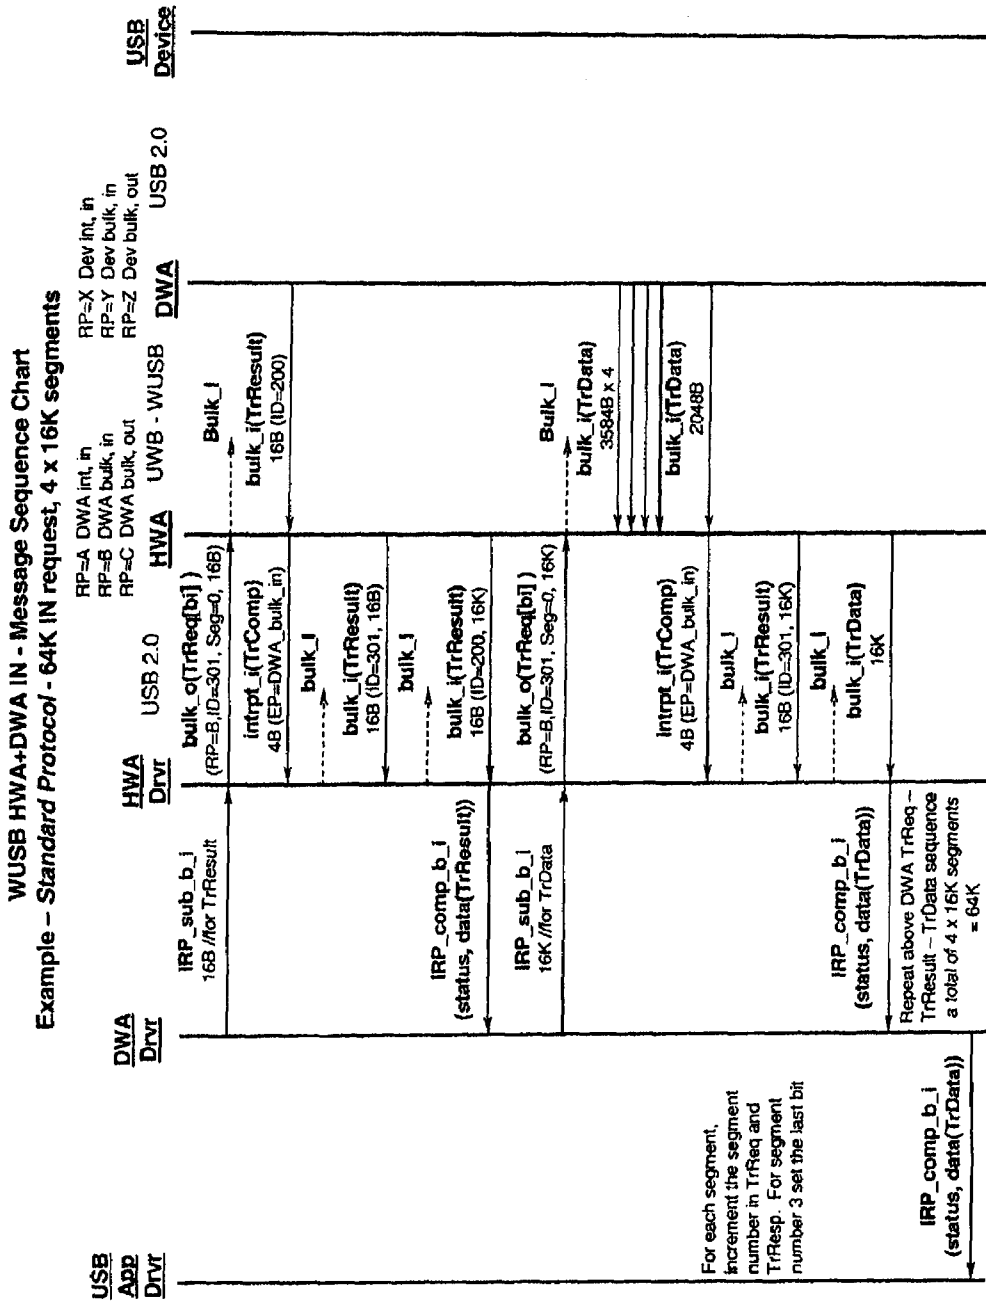 WUSB HWA+DWA IN - Message Sequence Chart
Example – Standard Protocol - 64K IN request, 4 x 16K segments
RP=A DWA int, in
RP=B DWA bulk, in
RP=C DWA bulk, out
RP=X Dev int, in
RP=Y Dev bulk, in
RP=Z Dev bulk, out
USB
App
Drvr
DWA
Drvr
HWA
Drvr
USB 2.0
HWA
UWB - WUSB
DWA
USB 2.0
USB
Device
IRP_sub_b_i
16B //for TrResult
bulk_o(TrReq[bi] )
(RP=B,ID=301, Seg=0, 16B)
Bulk_I
intrpt_i(TrComp)
4B (EP=DWA_bulk_in)
bulk_i(TrResult)
16B (ID=200)
bulk_I
bulk_i(TrResult)
16B (ID=301, 16B)
bulk_I
IRP_comp_b_i
(status, data(TrResult))
bulk_i(TrResult)
16B (ID=200, 16K)
IRP_sub_b_i
16K //for TrData
bulk_o(TrReq[bi] )
(RP=B,ID=301, Seg=0, 16K)
Bulk_I
bulk_i(TrData)
3584B x 4
intrpt_i(TrComp)
4B (EP=DWA_bulk_in)
bulk_i(TrData)
2048B
bulk_I
bulk_i(TrResult)
16B (ID=301, 16K)
bulk_I
IRP_comp_b_i
(status, data(TrData))
bulk_i(TrData)
16K
For each segment,
increment the segment
number in TrReq and
TrResp. For segment
number 3 set the last bit
Repeat above DWA TrReq –
TrResult – TrData sequence
a total of 4 x 16K segments
= 64K
IRP_comp_b_i
(status, data(TrData))